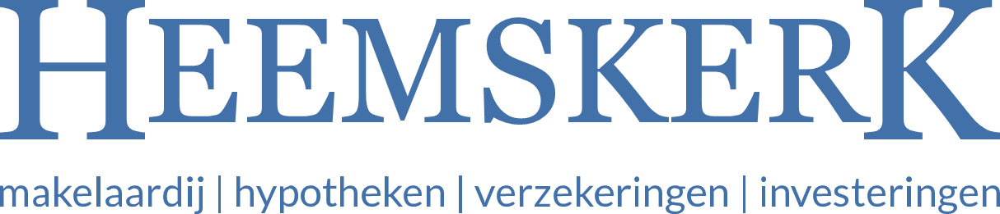 HEEMSKERK
makelaardij | hypotheken | verzekeringen | investeringen